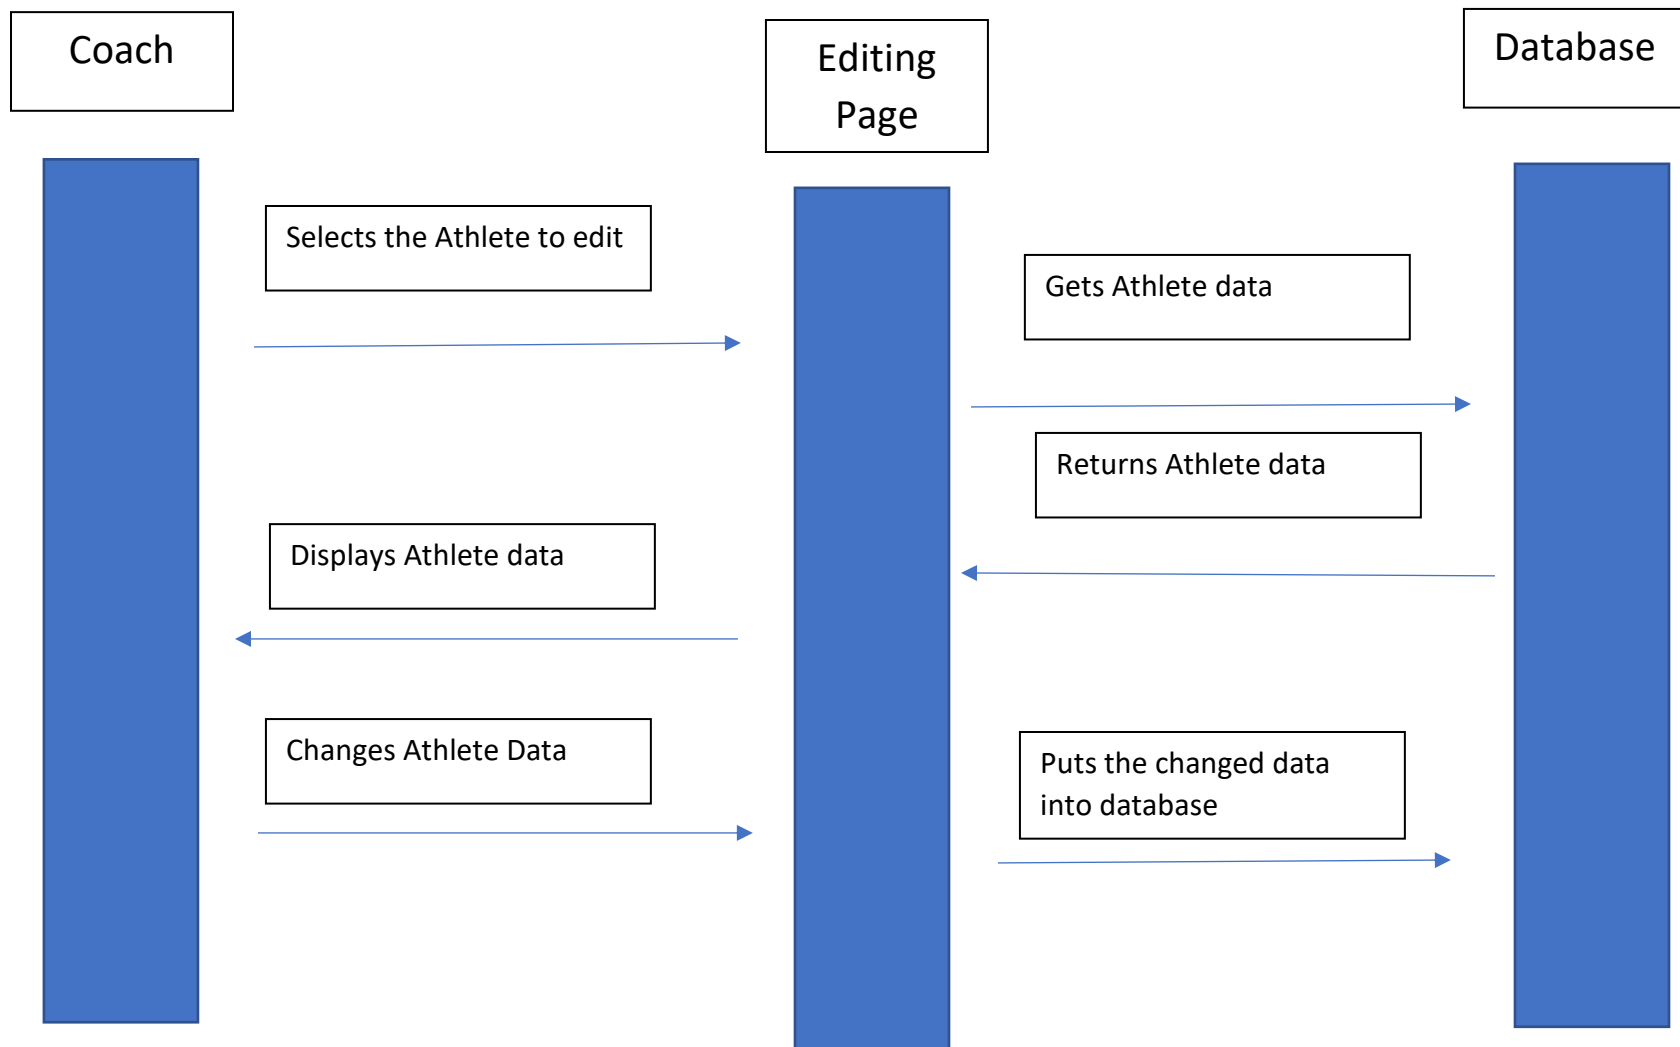 Coach
Editing
Page
Database
Selects the Athlete to edit
Gets Athlete data
Returns Athlete data
Displays Athlete data
Changes Athlete Data
Puts the changed data
into database